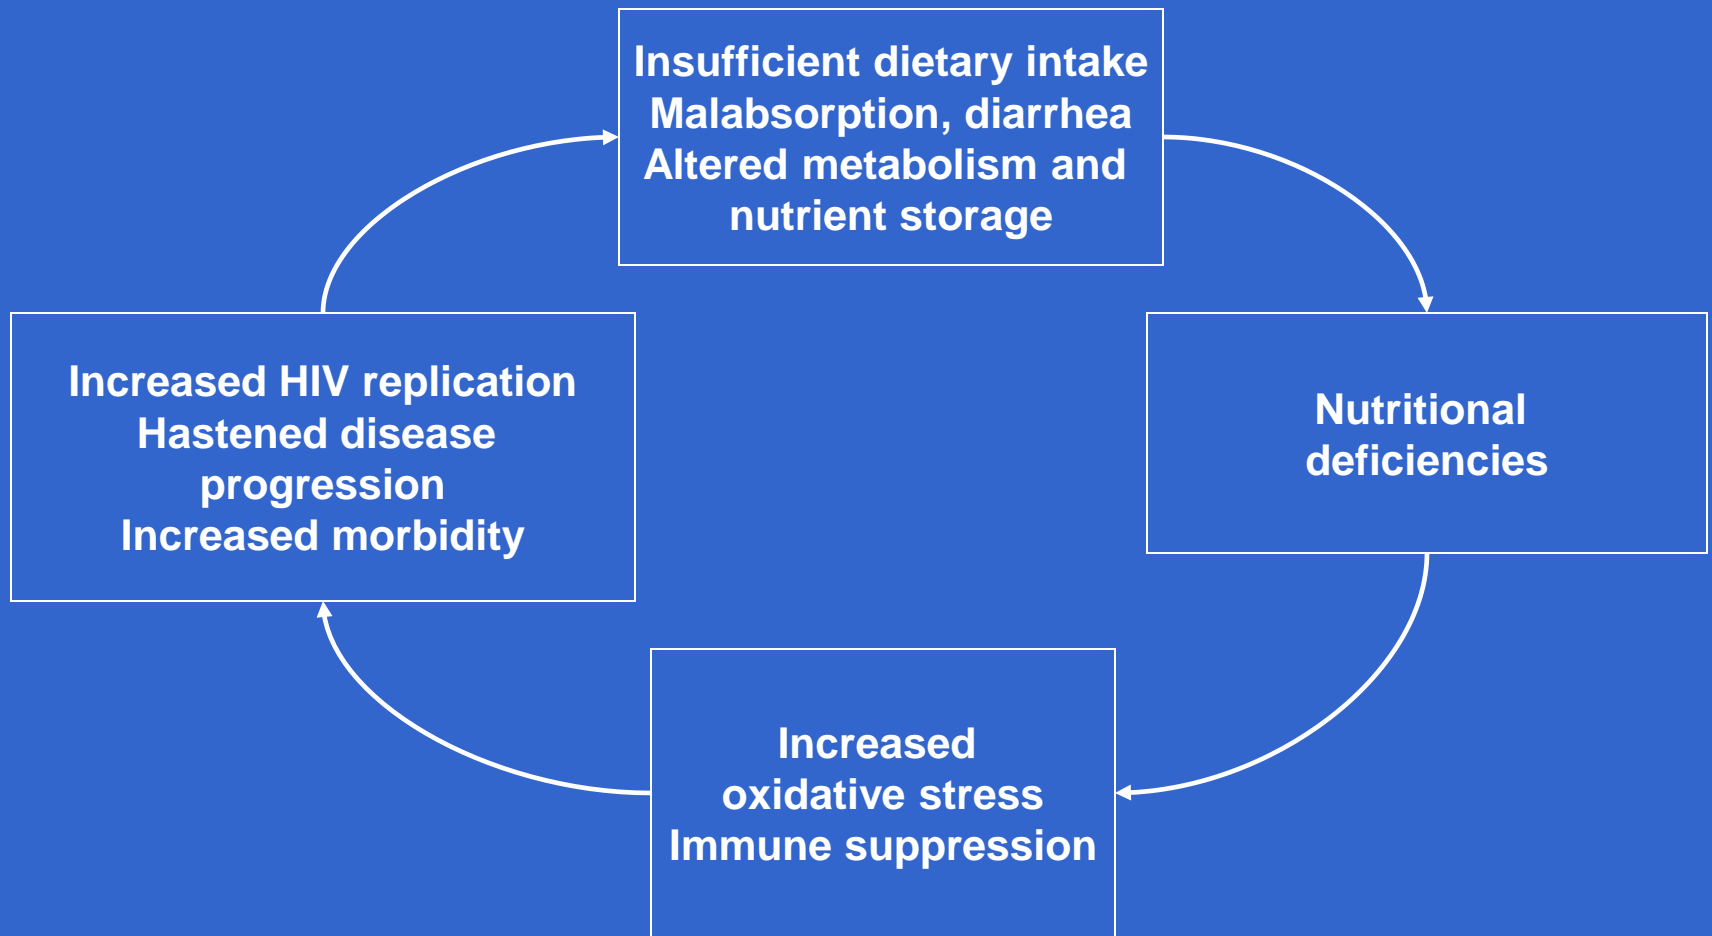 Insufficient dietary intake
Malabsorption, diarrhea
Altered metabolism and
nutrient storage
Increased HIV replication
Hastened disease
progression
Increased morbidity
Nutritional
deficiencies
Increased
oxidative stress
Immune suppression